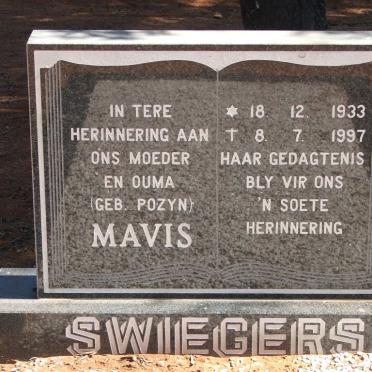 IN TERE
HERINNERING AAN
ONS MOEDER
EN OUMA
(GEB. POZYN)
MAVIS
✡ 18. 12. 1933
† 8. 7. 1997
HAAR GEDAGTENIS
BLY VIR ONS
'N SOETE
HERINNERING
SWIEGERS